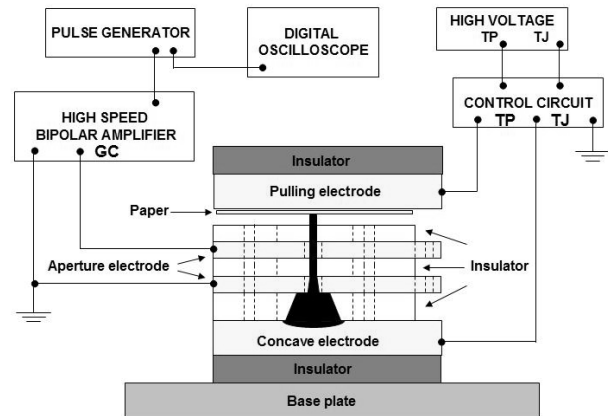 PULSE GENERATOR
DIGITAL
OSCILLOSCOPE
HIGH VOLTAGE
TP TJ
HIGH SPEED
BIPOLAR AMPLIFIER
GC
CONTROL CIRCUIT
TP TJ
Insulator
Pulling electrode
Paper
Aperture electrode
Insulator
Concave electrode
Insulator
Base plate